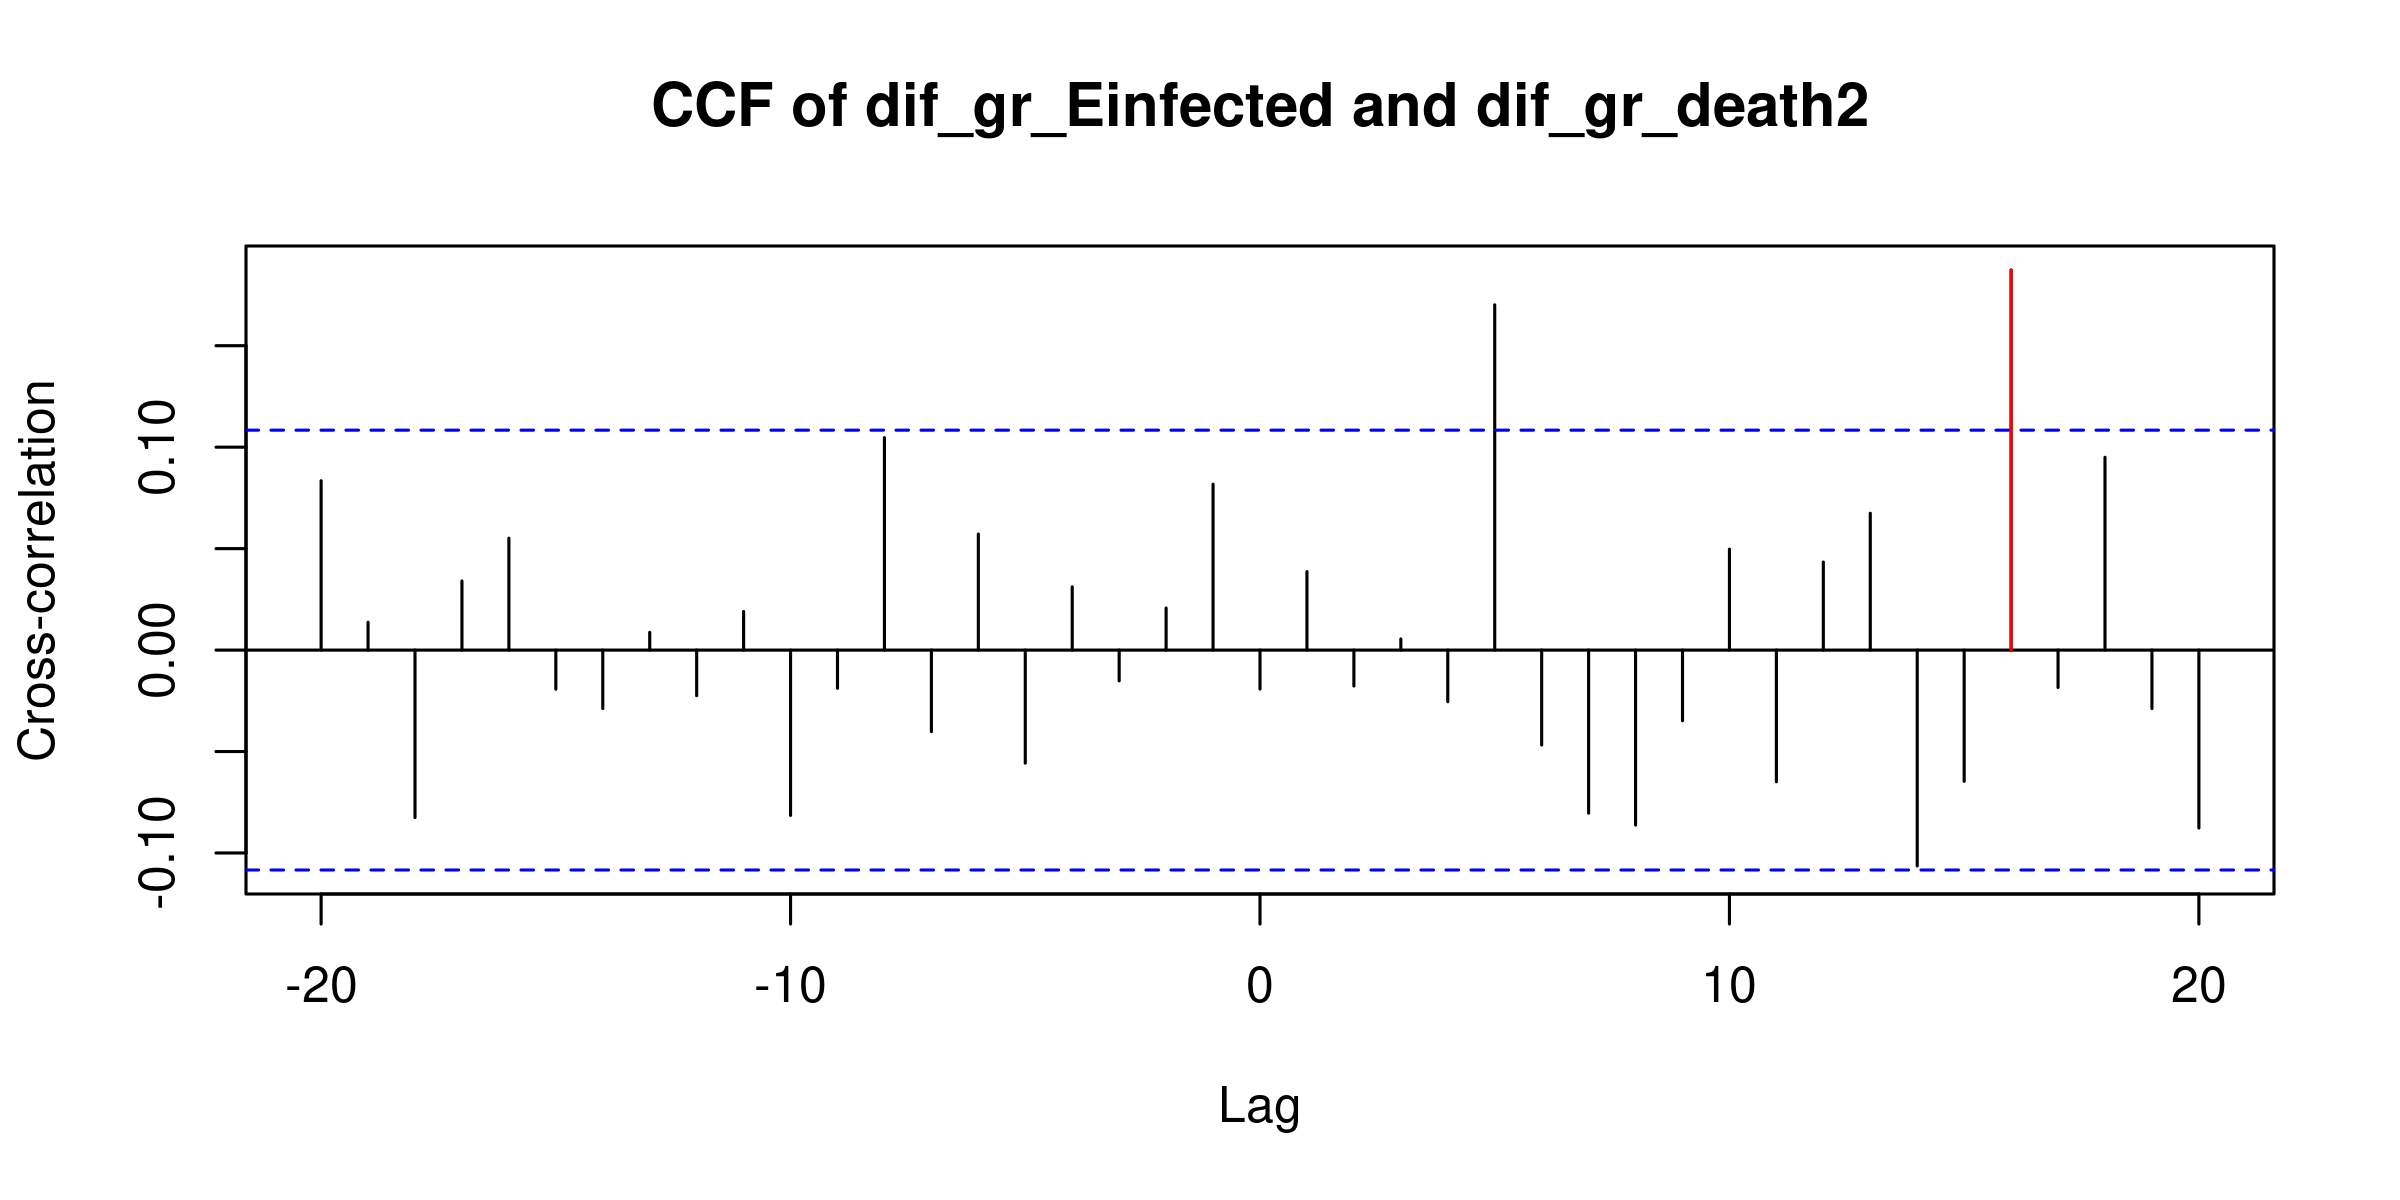 CCF of dif_gr_Einfected and dif_gr_death2
Cross-correlation
0.10
0.00
-0.10
-20 -10 0 10 20
Lag